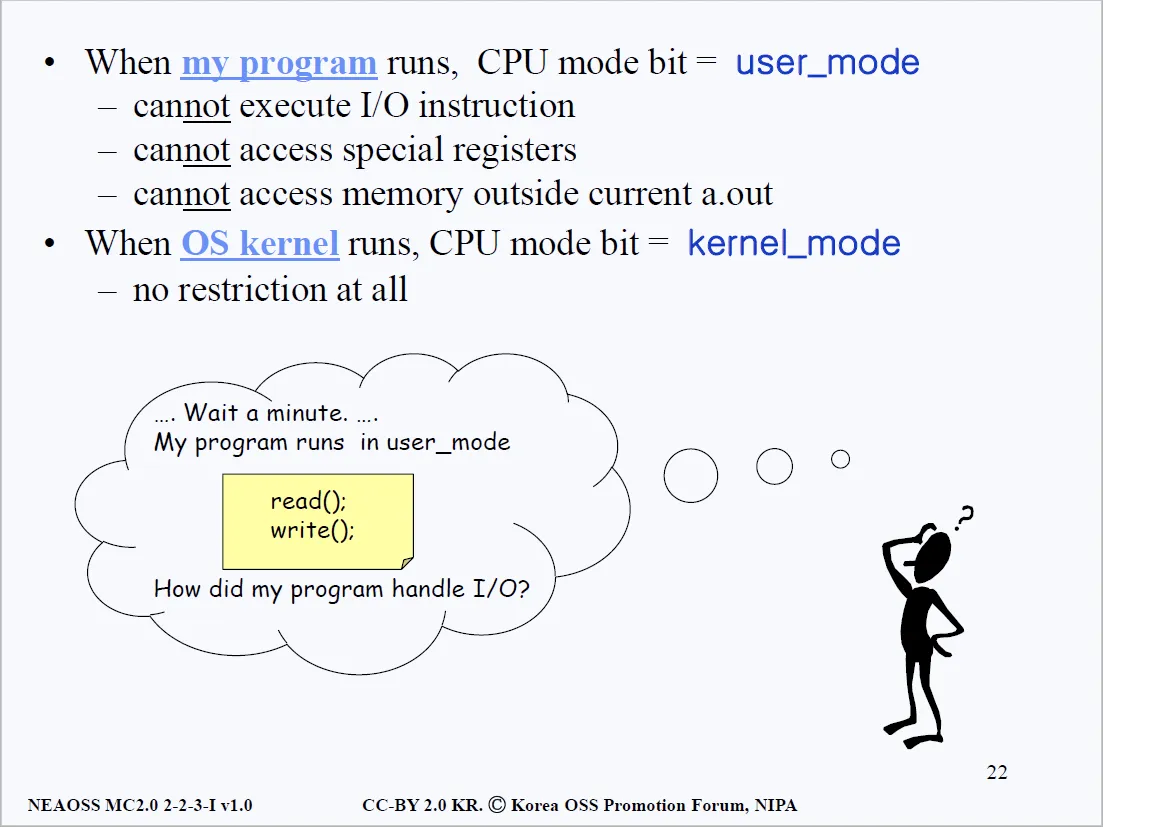 • When my program runs, CPU mode bit = user_mode
– cannot execute I/O instruction
– cannot access special registers
– cannot access memory outside current a.out
• When OS kernel runs, CPU mode bit = kernel_mode
– no restriction at all
.... Wait a minute. ....
My program runs in user_mode
read();
write();
How did my program handle I/O?
?
22
NEAOSS MC2.0 2-2-3-I v1.0 CC-BY 2.0 KR. Ⓒ Korea OSS Promotion Forum, NIPA